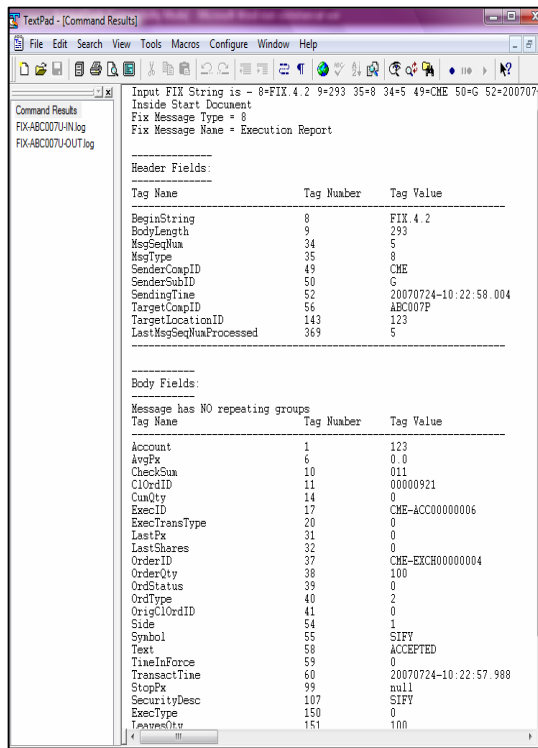 TextPad - [Command Results]
File Edit Search View Tools Macros Configure Window Help
Command Results
FIX-ABC007U-IN.log
FIX-ABC007U-OUT.log
Input FIX String is - 8=FIX.4.2 9=293 35=8 34=5 49=CME 50=G 52=200707
Inside Start Document
Fix Message Type = 8
Fix Message Name = Execution Report
--------------
Header Fields:
--------------
Tag Name Tag Number Tag Value
BeginString 8 FIX.4.2
BodyLength 9 293
MsgSeqNum 34 5
MsgType 35 8
SenderCompID 49 CME
SenderSubID 50 G
SendingTime 52 20070724-10:22:58.004
TargetCompID 56 ABC007P
TargetLocationID 143 123
LastMsgSeqNumProcessed 369 5
-----------
Body Fields:
-----------
Message has NO repeating groups
Tag Name Tag Number Tag Value
Account 1 123
AvgPx 6 0.0
CheckSum 10 011
ClOrdID 11 00000921
CumQty 14 0
ExecID 17 CME-ACC00000006
ExecTransType 20 0
LastPx 31 0
LastShares 32 0
OrderID 37 CME-EXCH00000004
OrderQty 38 100
OrdStatus 39 0
OrdType 40 2
OrigClOrdID 41 0
Side 54 1
Symbol 55 SIFY
Text 58 ACCEPTED
TimeInForce 59 0
TransactTime 60 20070724-10:22:57.988
StopPx 99 null
SecurityDesc 107 SIFY
ExecType 150 0
LeavesQty 151 100